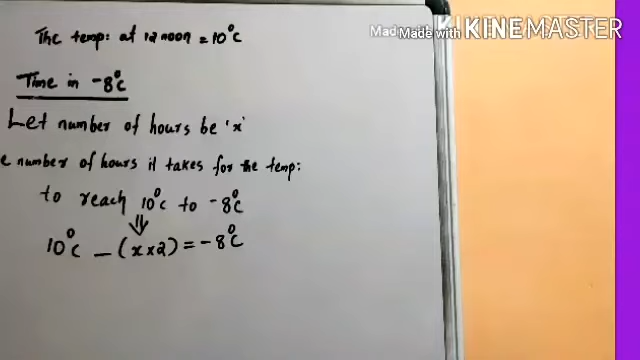 The temp: at 12 noon = 10°C
Made with KINEMASTER
Time in -8°C
Let number of hours be 'x'
e number of hours it takes for the temp:
to reach 10°C to -8°C
⇓
10°C - (x×2) = -8°C